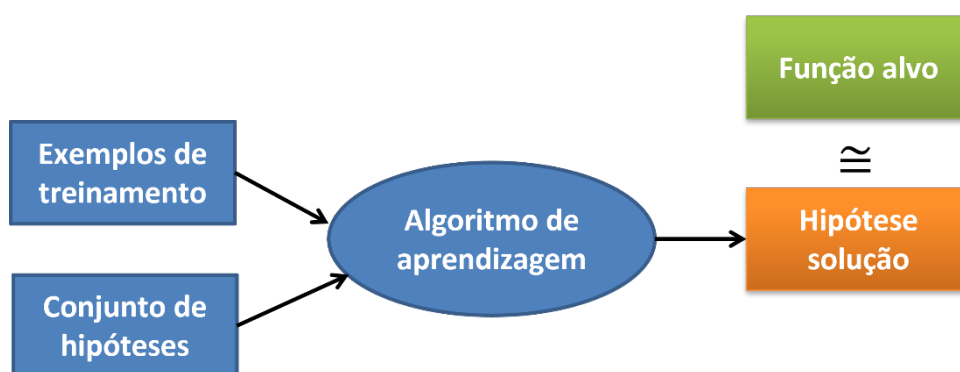 Função alvo
≅
Exemplos de
treinamento
Algoritmo de
aprendizagem
Hipótese
solução
Conjunto de
hipóteses